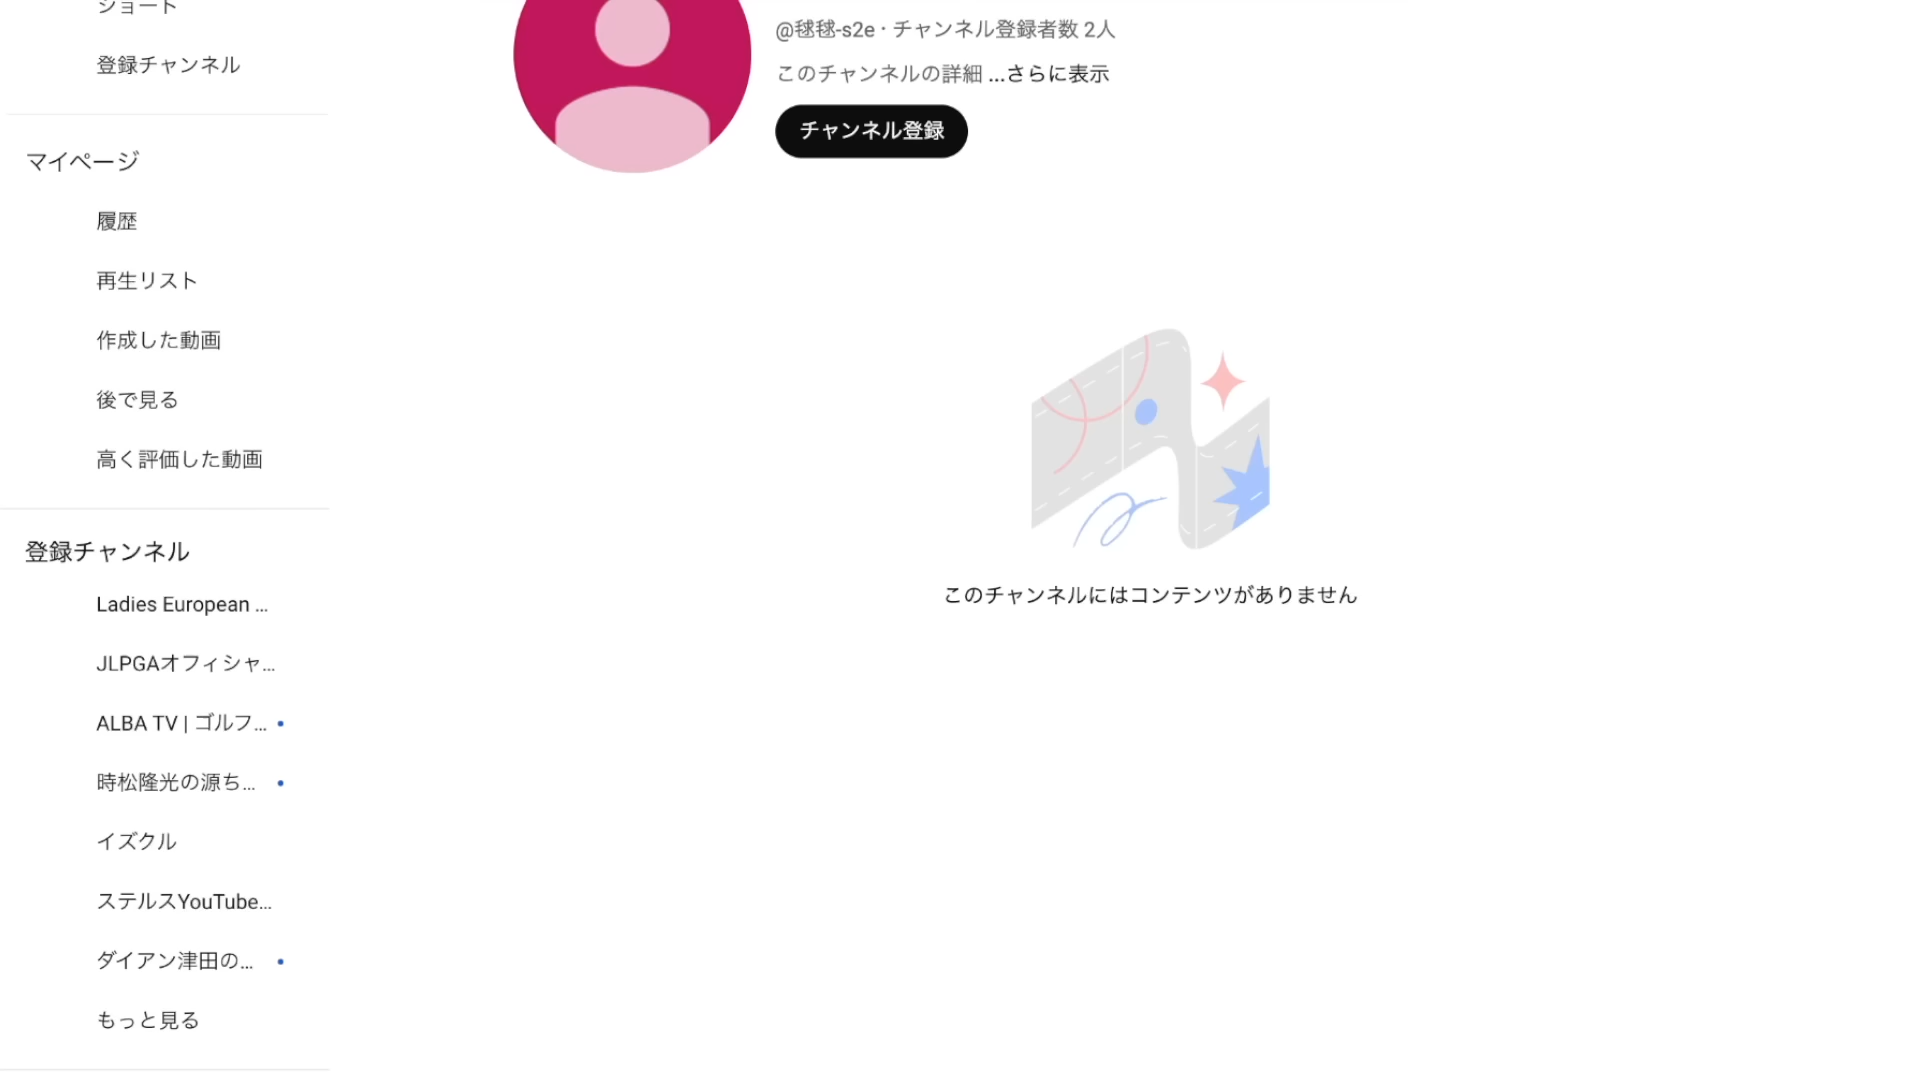 ショート
登録チャンネル
マイページ
履歴
再生リスト
作成した動画
後で見る
高く評価した動画
登録チャンネル
Ladies European ...
JLPGAオフィシャ...
ALBA TV | ゴルフ...
時松隆光の源ち...
イズクル
ステルスYouTube...
ダイアン津田の...
もっと見る
@毬毬-s2e · チャンネル登録者数 2人
このチャンネルの詳細 ...さらに表示
チャンネル登録
このチャンネルにはコンテンツがありません